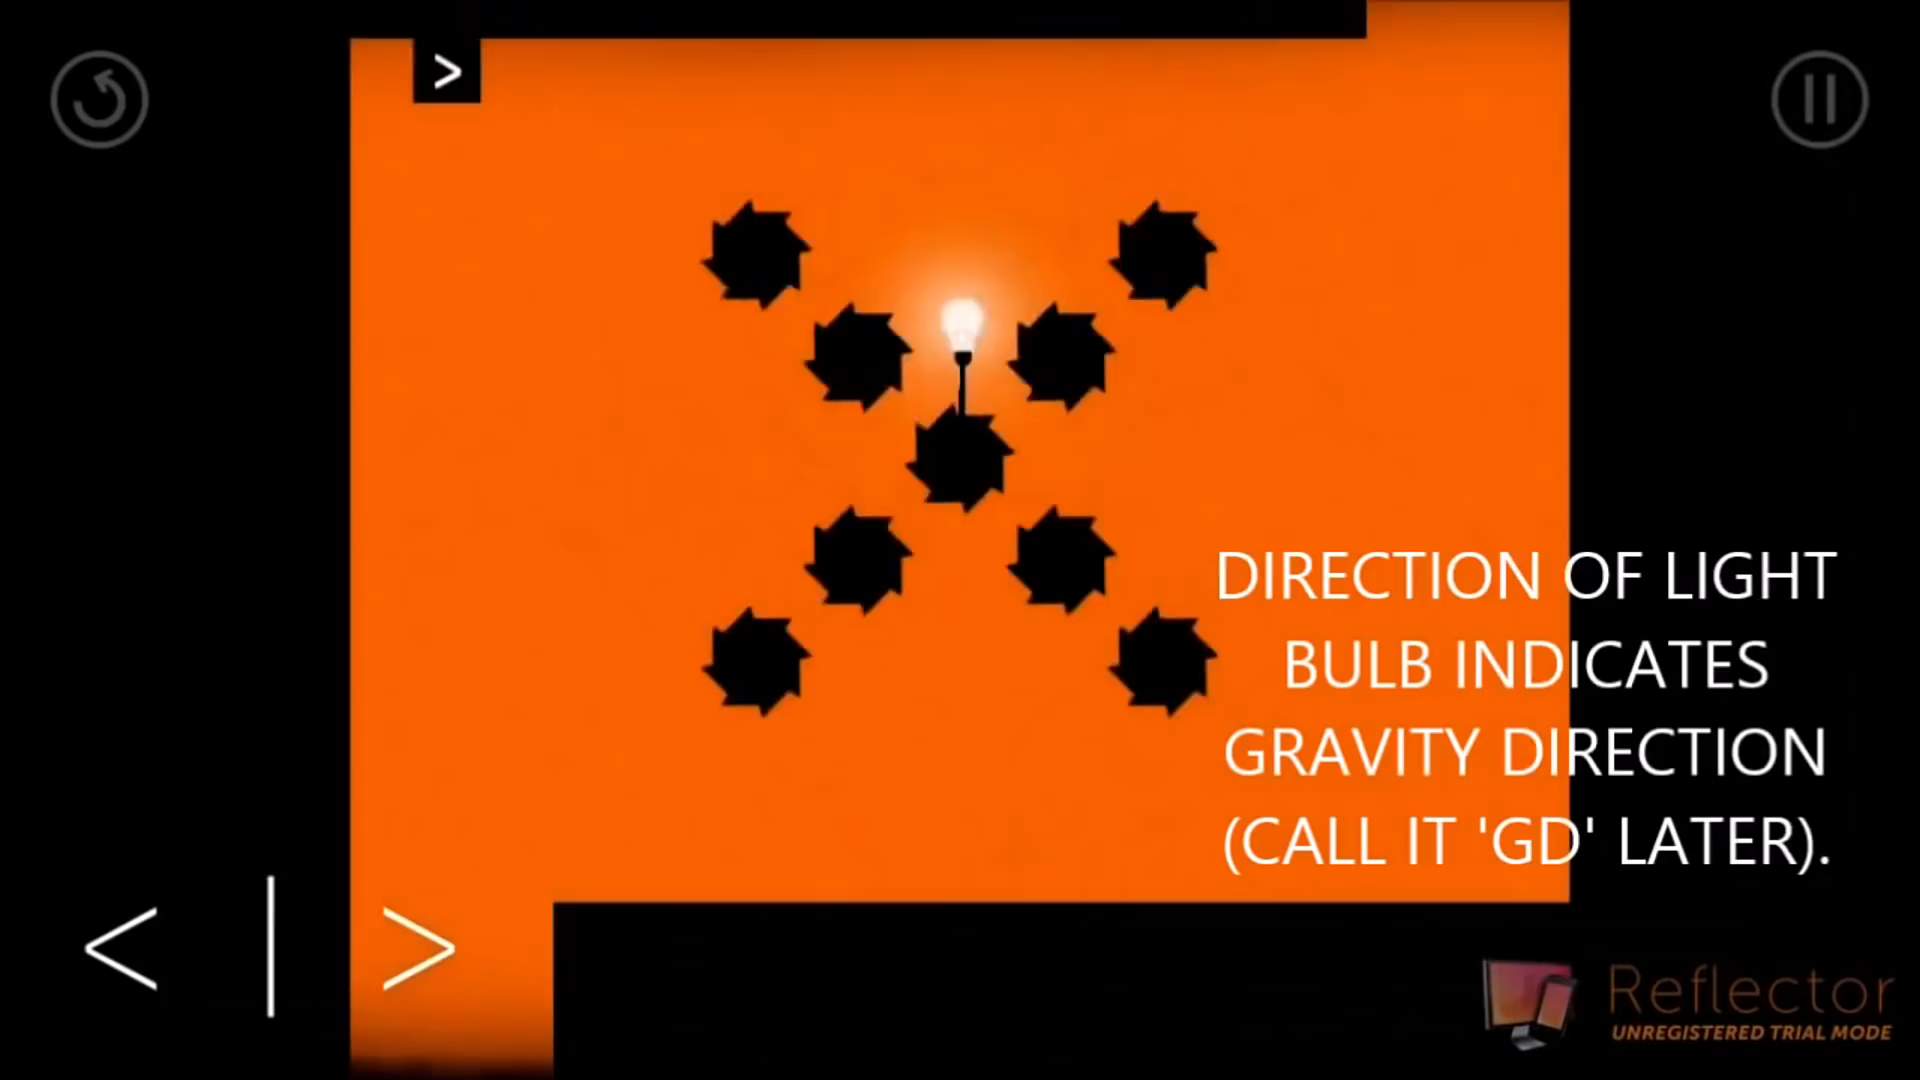 >
DIRECTION OF LIGHT
BULB INDICATES
GRAVITY DIRECTION
(CALL IT 'GD' LATER).
< | >
Reflector
UNREGISTERED TRIAL MODE